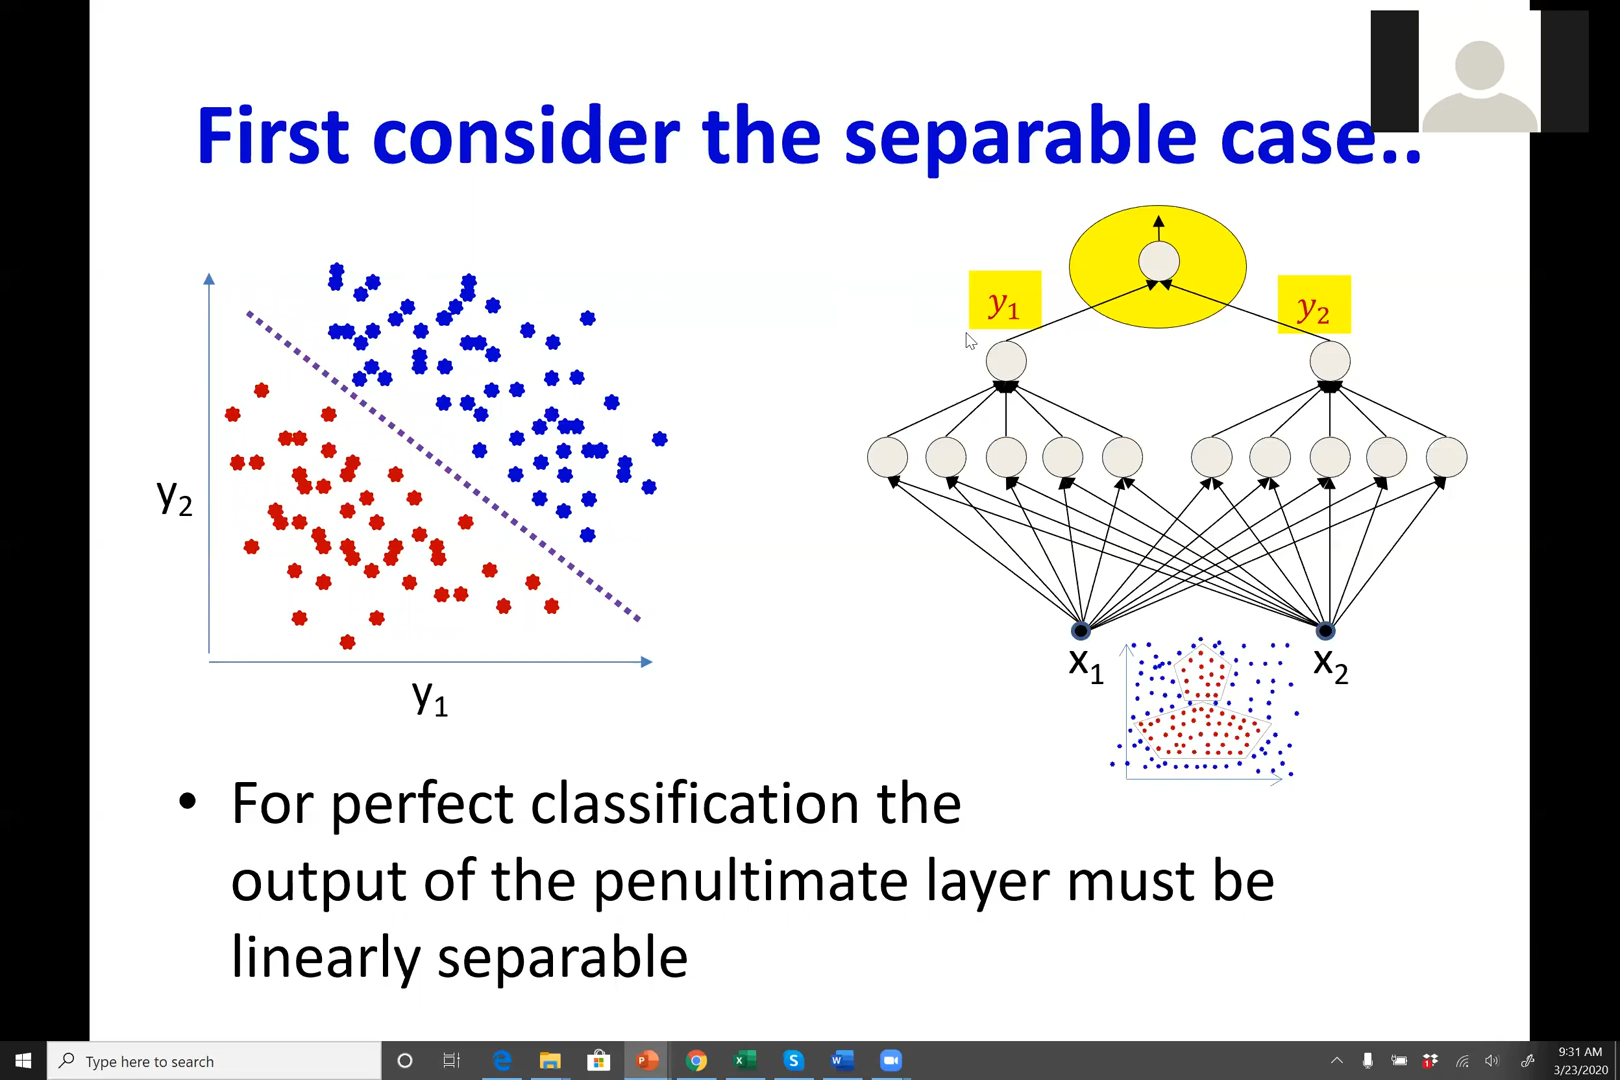 First consider the separable case..
y₁
y₂
y₂
y₁
x₁
x₂
• For perfect classification the
output of the penultimate layer must be
linearly separable
Type here to search
9:31 AM
3/23/2020